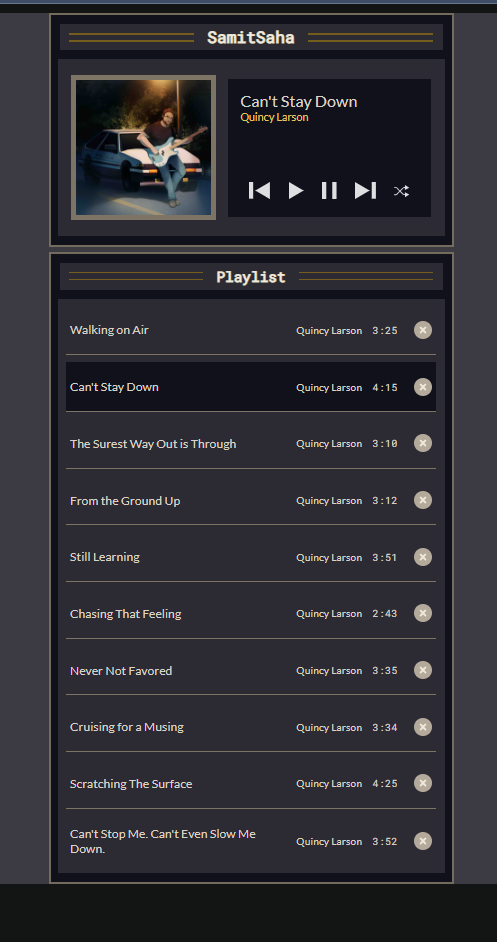 SamitSaha
Can't Stay Down
Quincy Larson
Playlist
Walking on Air Quincy Larson 3:25
Can't Stay Down Quincy Larson 4:15
The Surest Way Out is Through Quincy Larson 3:10
From the Ground Up Quincy Larson 3:12
Still Learning Quincy Larson 3:51
Chasing That Feeling Quincy Larson 2:43
Never Not Favored Quincy Larson 3:35
Cruising for a Musing Quincy Larson 3:34
Scratching The Surface Quincy Larson 4:25
Can't Stop Me. Can't Even Slow Me
Down. Quincy Larson 3:52